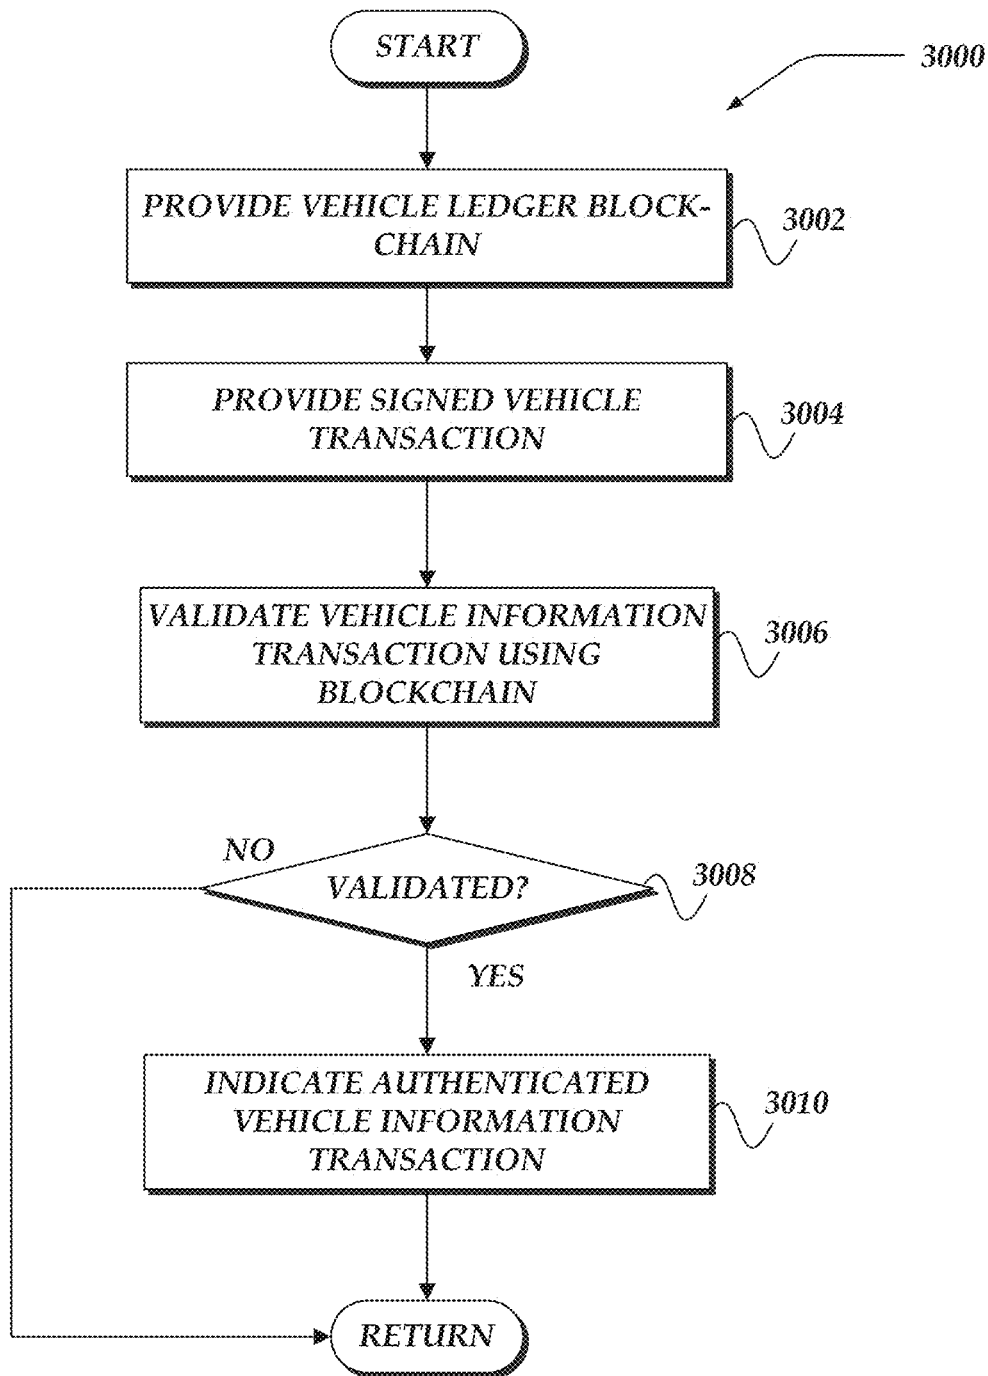 START
3000
PROVIDE VEHICLE LEDGER BLOCK-
CHAIN
3002
PROVIDE SIGNED VEHICLE
TRANSACTION
3004
VALIDATE VEHICLE INFORMATION
TRANSACTION USING
BLOCKCHAIN
3006
NO
VALIDATED?
3008
YES
INDICATE AUTHENTICATED
VEHICLE INFORMATION
TRANSACTION
3010
RETURN